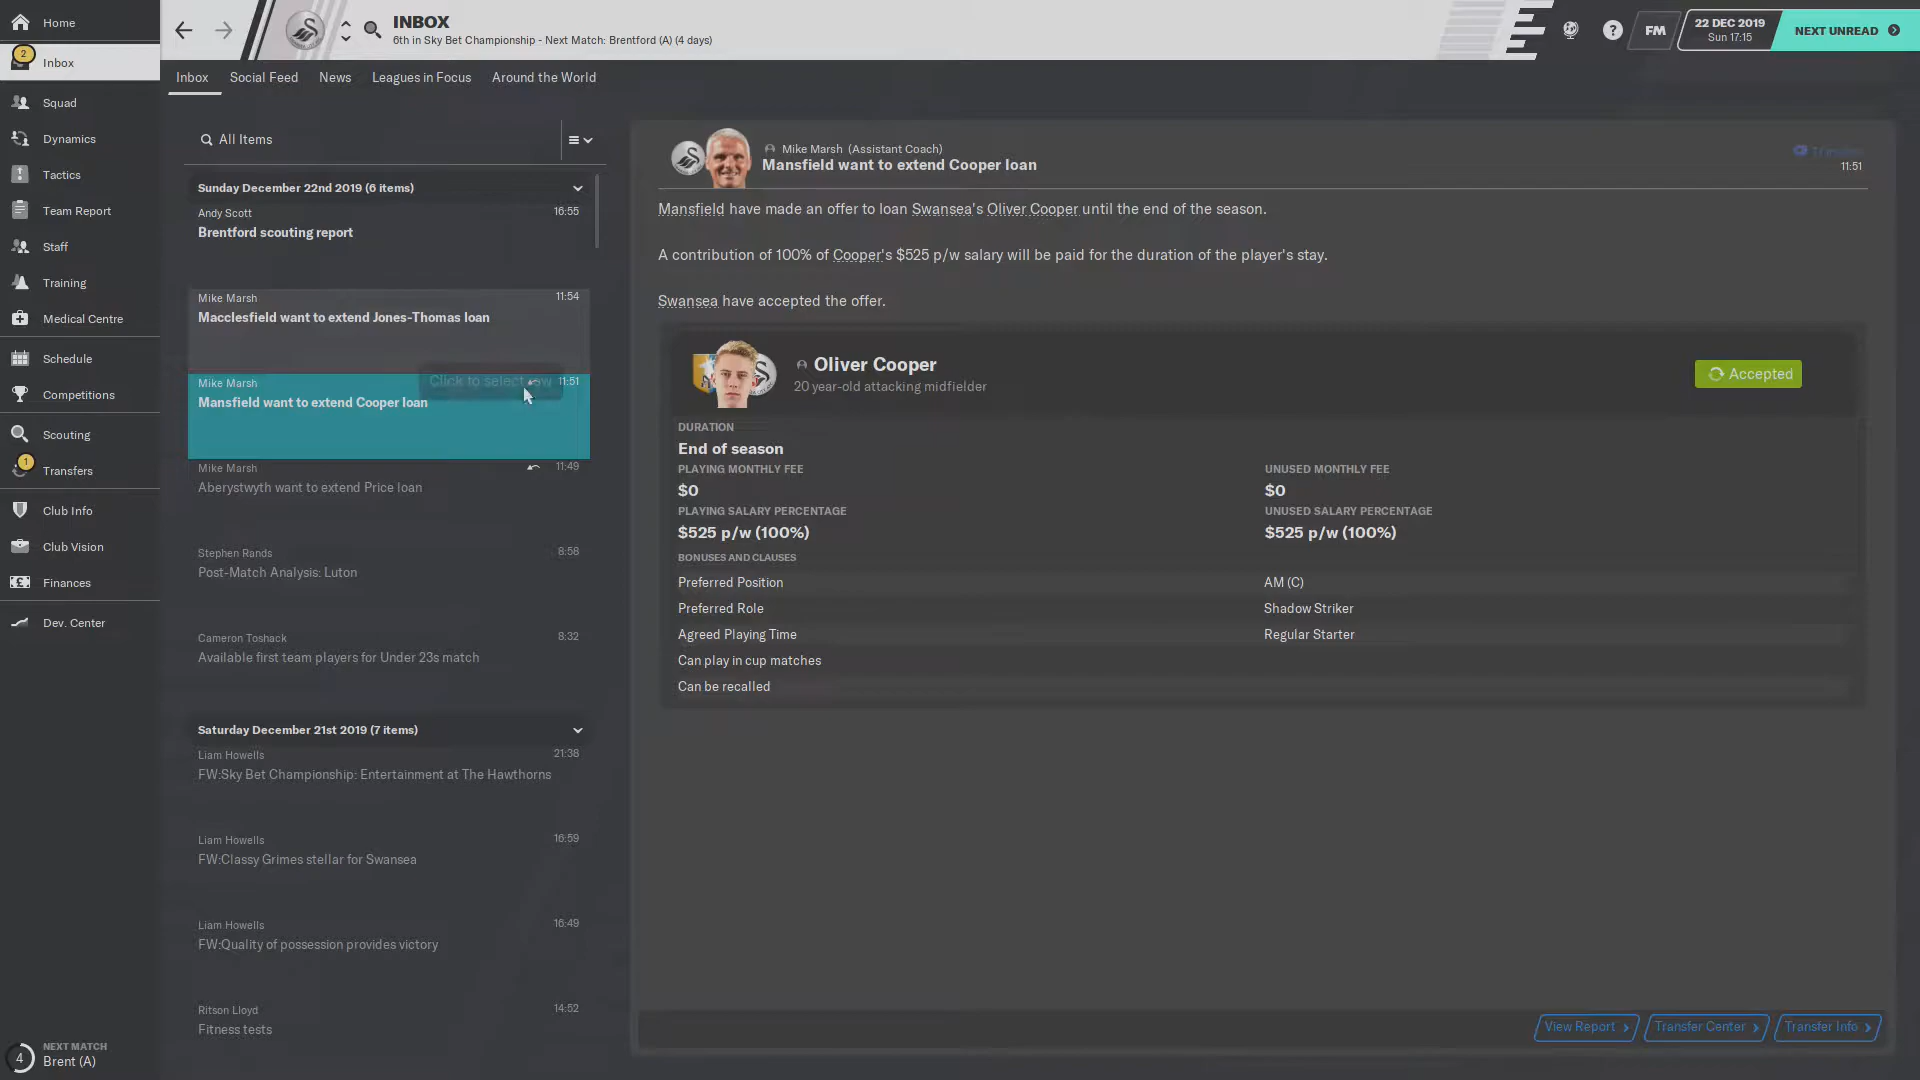 Home
2
Inbox
Squad
Dynamics
Tactics
Team Report
Staff
Training
Medical Centre
Schedule
Competitions
Scouting
1
Transfers
Club Info
Club Vision
Finances
Dev. Center
4
NEXT MATCH
Brent (A)
INBOX
6th in Sky Bet Championship - Next Match: Brentford (A) (4 days)
?
FM
22 DEC 2019
Sun 17:15
NEXT UNREAD
Inbox Social Feed News Leagues in Focus Around the World
All Items
Sunday December 22nd 2019 (6 items)
Andy Scott 16:55
Brentford scouting report
Mike Marsh 11:54
Macclesfield want to extend Jones-Thomas loan
Click to select row
Mike Marsh 11:51
Mansfield want to extend Cooper loan
Mike Marsh 11:49
Aberystwyth want to extend Price loan
Stephen Rands 8:58
Post-Match Analysis: Luton
Cameron Toshack 8:32
Available first team players for Under 23s match
Saturday December 21st 2019 (7 items)
Liam Howells 21:38
FW:Sky Bet Championship: Entertainment at The Hawthorns
Liam Howells 16:59
FW:Classy Grimes stellar for Swansea
Liam Howells 16:49
FW:Quality of possession provides victory
Ritson Lloyd 14:52
Fitness tests
Mike Marsh (Assistant Coach)
Mansfield want to extend Cooper loan
Transfer
11:51
Mansfield have made an offer to loan Swansea's Oliver Cooper until the end of the season.
A contribution of 100% of Cooper's $525 p/w salary will be paid for the duration of the player's stay.
Swansea have accepted the offer.
Oliver Cooper
20 year-old attacking midfielder
Accepted
DURATION
End of season
PLAYING MONTHLY FEE UNUSED MONTHLY FEE
$0 $0
PLAYING SALARY PERCENTAGE UNUSED SALARY PERCENTAGE
$525 p/w (100%) $525 p/w (100%)
BONUSES AND CLAUSES
Preferred Position AM (C)
Preferred Role Shadow Striker
Agreed Playing Time Regular Starter
Can play in cup matches
Can be recalled
View Report Transfer Center Transfer Info